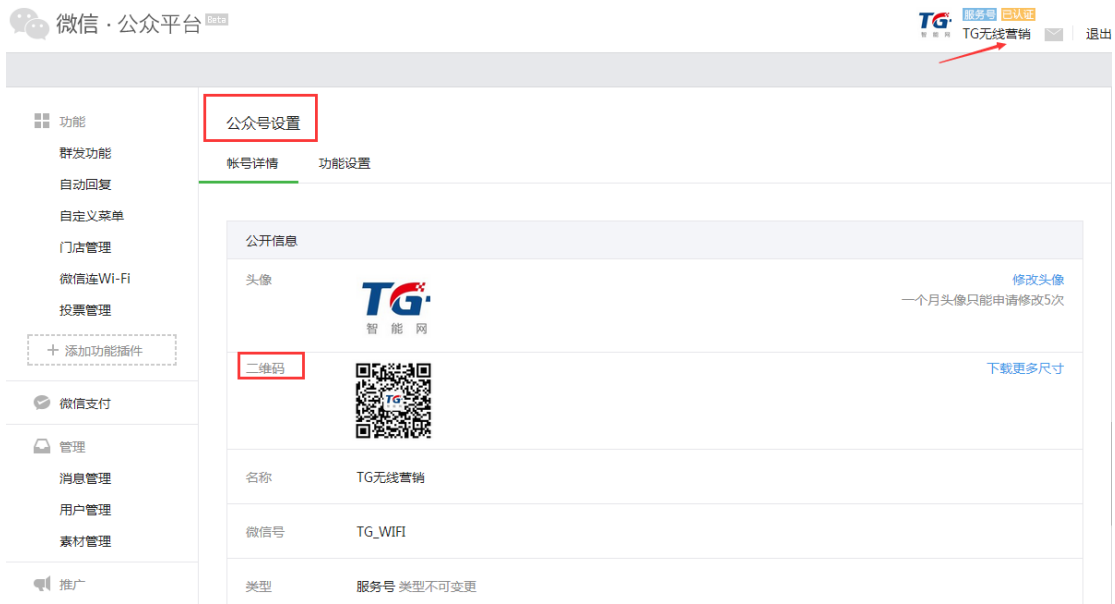 微信·公众平台 Beta
TG 智能网
服务号 已认证
TG无线营销
退出
功能
群发功能
自动回复
自定义菜单
门店管理
微信连Wi-Fi
投票管理
+ 添加功能插件
微信支付
管理
消息管理
用户管理
素材管理
推广
公众号设置
帐号详情 功能设置
公开信息
头像
TG
智能网
修改头像
一个月头像只能申请修改5次
二维码
TG
下载更多尺寸
名称 TG无线营销
微信号 TG_WIFI
类型 服务号 类型不可变更